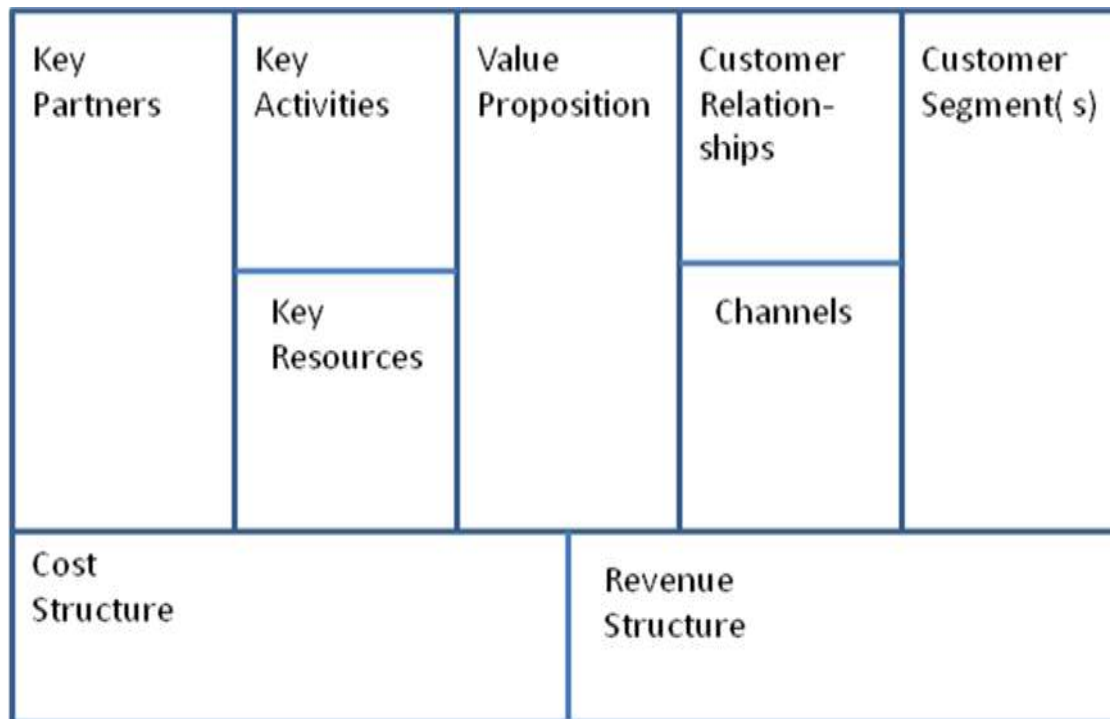 Key
Partners
Key
Activities
Key
Resources
Value
Proposition
Customer
Relation-
ships
Channels
Customer
Segment( s)
Cost
Structure
Revenue
Structure